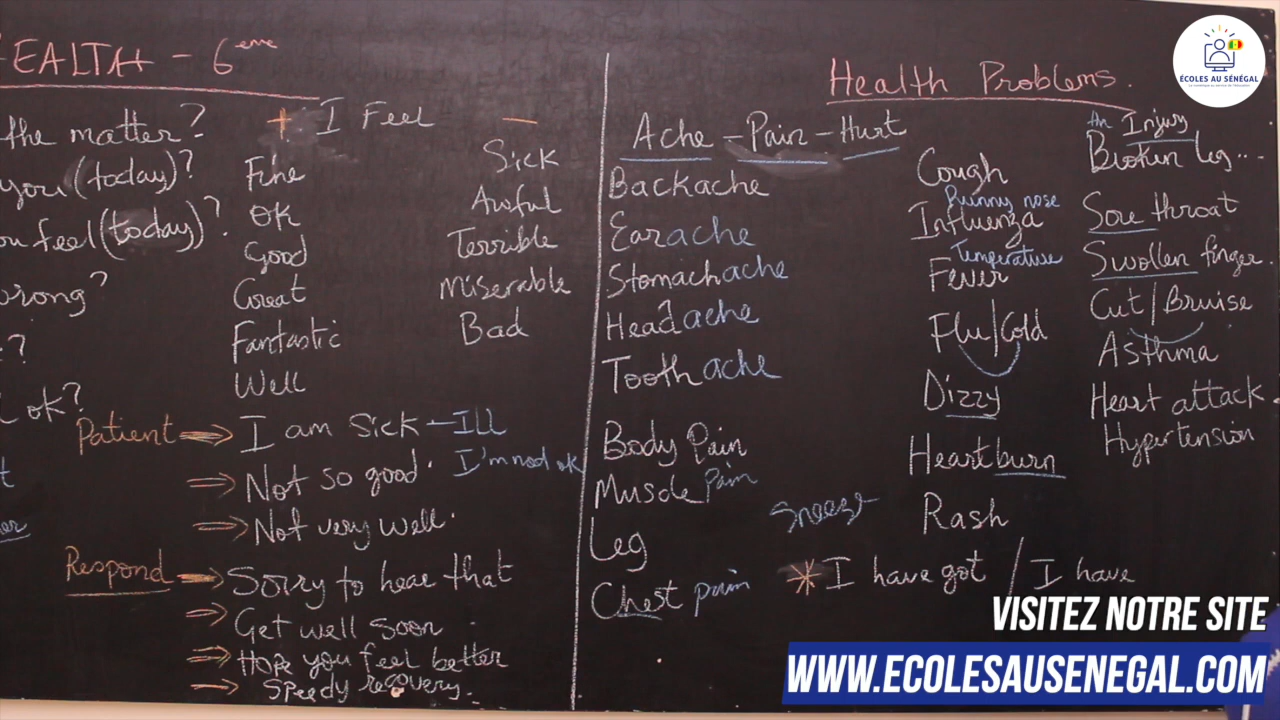 HEALTH - 6eme
the matter?
you (today)?
ou feel (today)?
wrong?
?
ok?
+ I Feel -
Fine
OK
Good
Great
Fantastic
Well
Sick
Awful
Terrible
Miserable
Bad
Patient ⇒ I am Sick - Ill
⇒ Not so good. I'm not ok
⇒ Not very well.
Respond ⇒ Sorry to hear that
⇒ Get well soon
⇒ Hope you feel better
⇒ Speedy recovery.
Health Problems.
Ache - Pain - Hurt
Backache
Earache
Stomachache
Headache
Toothache
Body Pain
Muscle Pain
Leg
Chest pain
Cough
Runny nose
Influenza
Temperature
Fever
Flu/Cold
Dizzy
Heartburn
Sneeze
Rash
An Injury
Broken leg...
Sore throat
Swollen finger.
Cut/Bruise
Asthma
Heart attack
Hypertension
* I have got / I have
ÉCOLES AU SÉNÉGAL
VISITEZ NOTRE SITE
WWW.ECOLESAUSENEGAL.COM